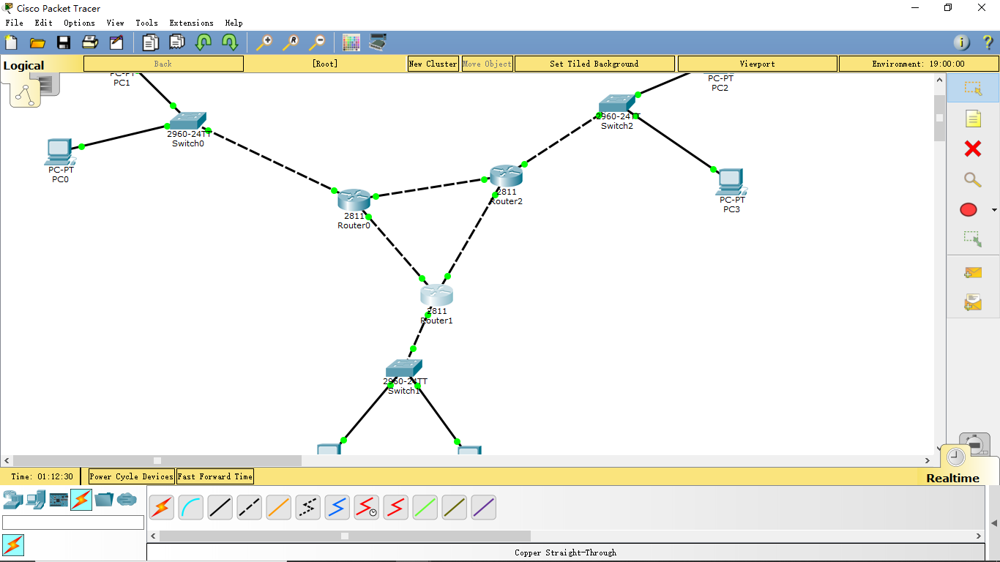 Cisco Packet Tracer
File Edit Options View Tools Extensions Help
Logical
Back
[Root]
New Cluster
Move Object
Set Tiled Background
Viewport
Environment: 19:00:00
PC-PT
PC1
PC-PT
PC2
2960-24TT
Switch2
2960-24TT
Switch0
PC-PT
PC0
2811
Router2
PC-PT
PC3
2811
Router0
2811
Router1
2960-24TT
Switch1
Time: 01:12:30
Power Cycle Devices
Fast Forward Time
Realtime
Copper Straight-Through